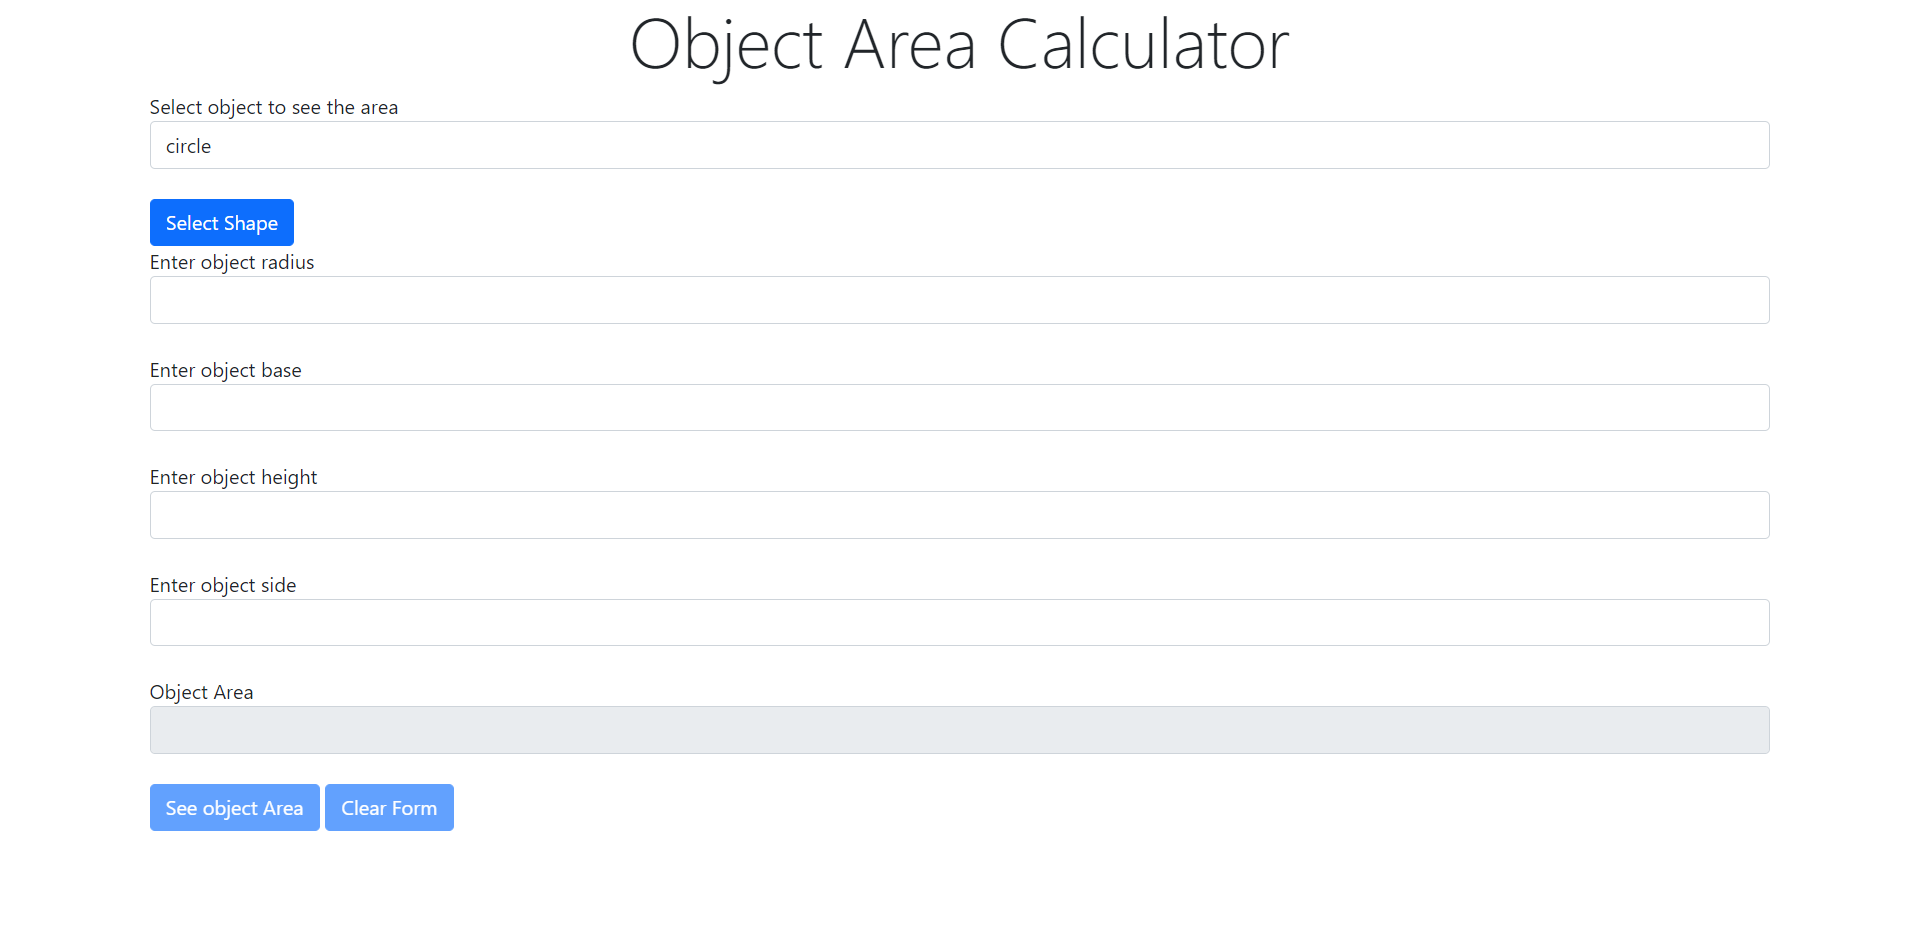 Object Area Calculator
Select object to see the area
circle
Select Shape
Enter object radius
Enter object base
Enter object height
Enter object side
Object Area
See object Area Clear Form